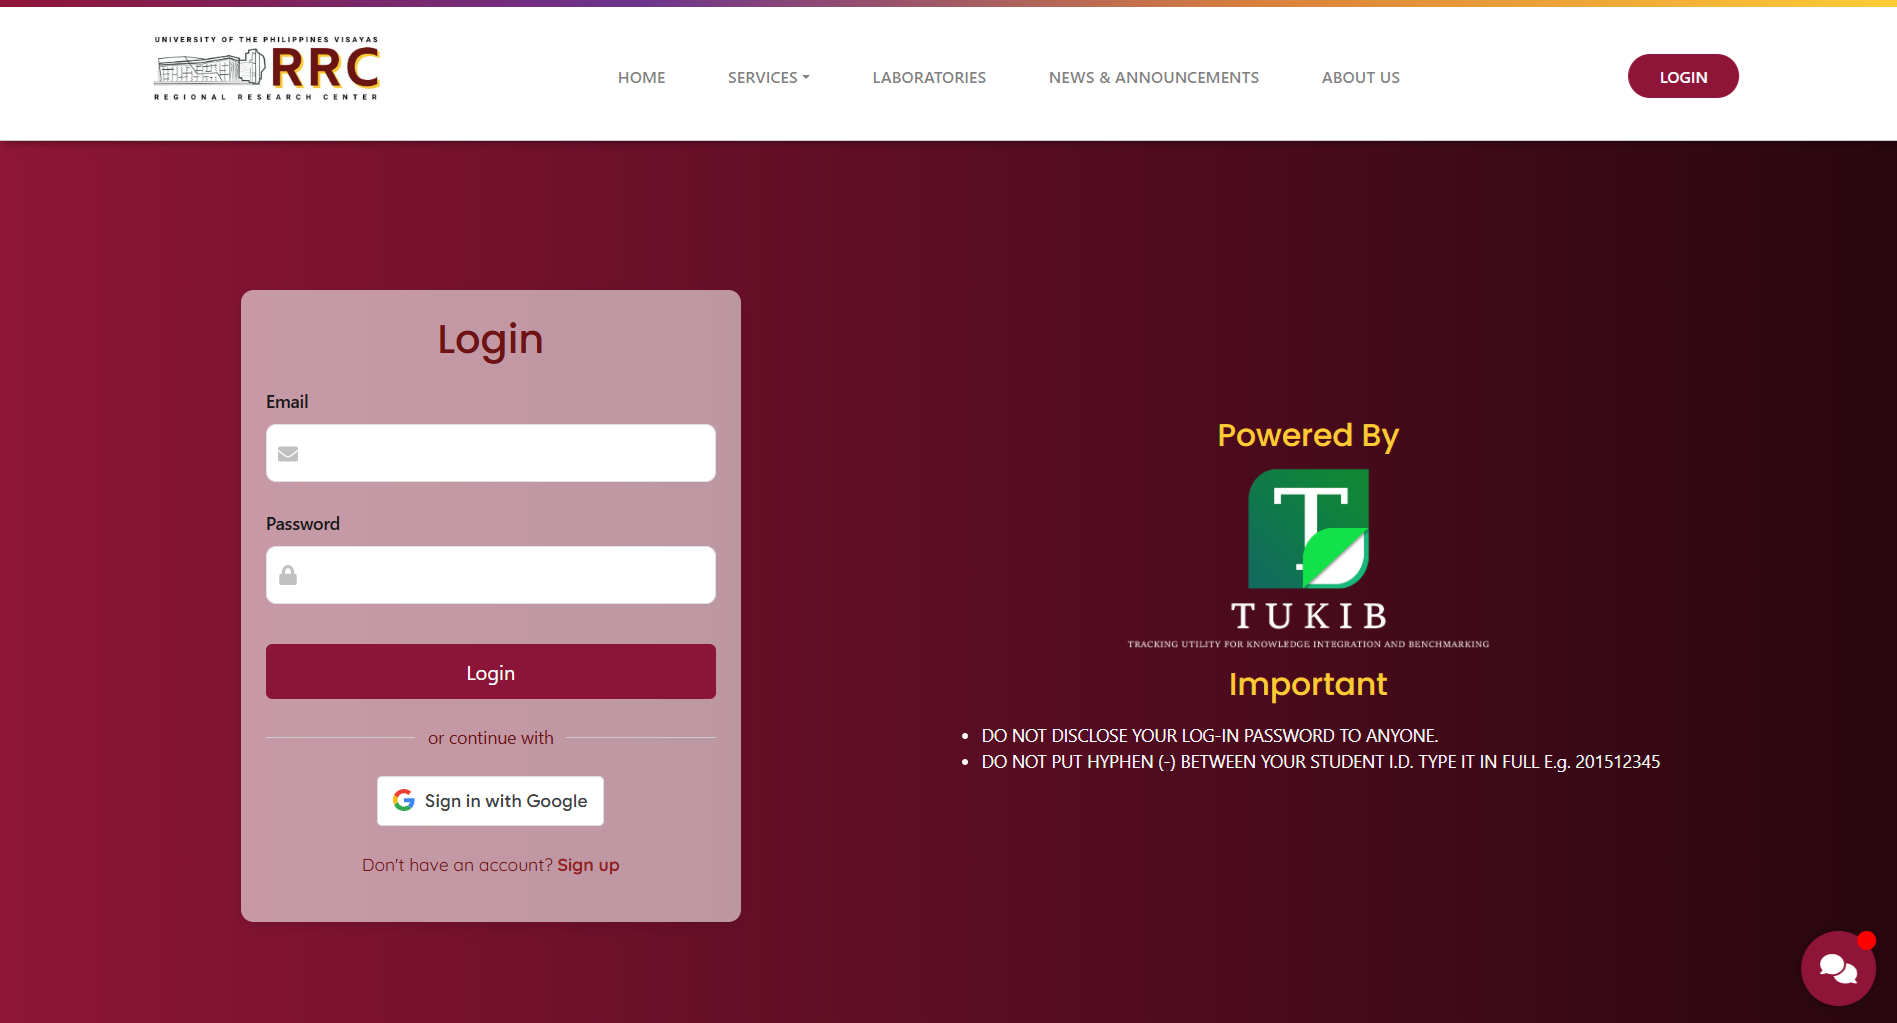 UNIVERSITY OF THE PHILIPPINES VISAYAS
RRC
REGIONAL RESEARCH CENTER
HOME
SERVICES
LABORATORIES
NEWS & ANNOUNCEMENTS
ABOUT US
LOGIN
Login
Email
Password
Login
or continue with
Sign in with Google
Don't have an account? Sign up
Powered By
T
TUKIB
TRACKING UTILITY FOR KNOWLEDGE INTEGRATION AND BENCHMARKING
Important
• DO NOT DISCLOSE YOUR LOG-IN PASSWORD TO ANYONE.
• DO NOT PUT HYPHEN (-) BETWEEN YOUR STUDENT I.D. TYPE IT IN FULL E.g. 201512345